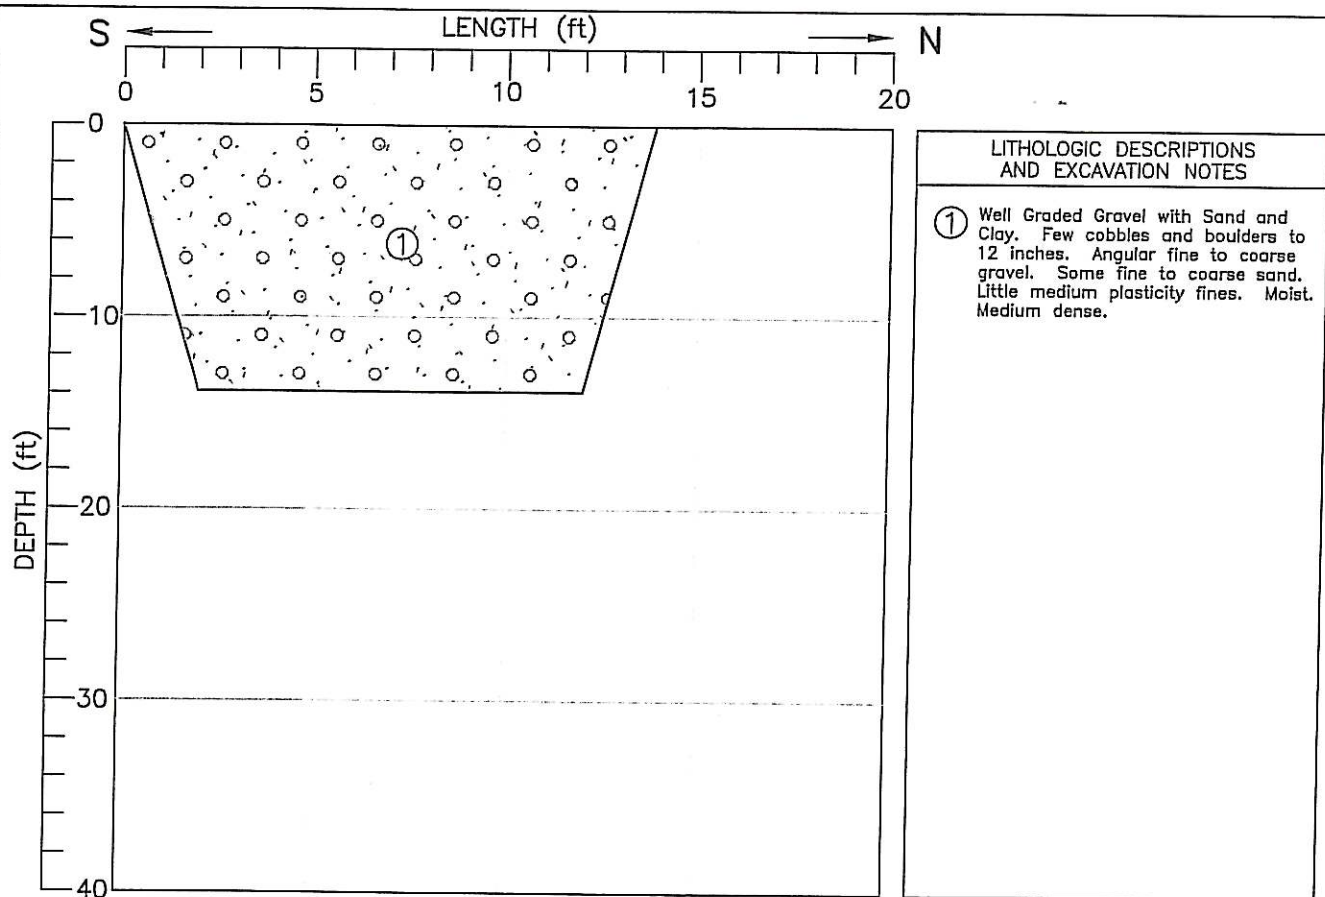 S LENGTH (ft) N
0 5 10 15 20
DEPTH (ft)
0
10
20
30
40
1
LITHOLOGIC DESCRIPTIONS
AND EXCAVATION NOTES
1 Well Graded Gravel with Sand and
Clay. Few cobbles and boulders to
12 inches. Angular fine to coarse
gravel. Some fine to coarse sand.
Little medium plasticity fines. Moist.
Medium dense.